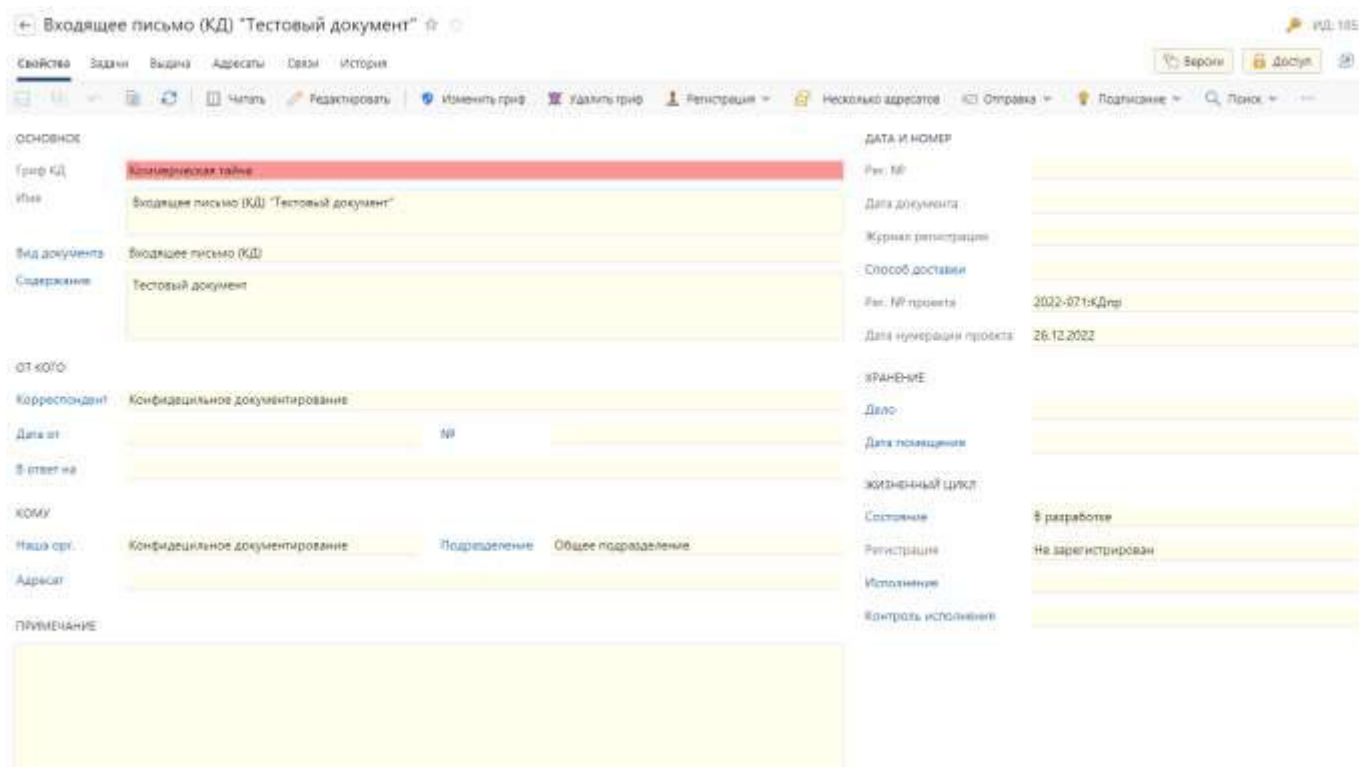 Входящее письмо (КД) "Тестовый документ"
ИД: 185
Свойства Задачи Выдача Адресаты Связи История
Версии Доступ
Читать Редактировать Изменить гриф Удалить гриф Регистрация Несколько адресатов Отправка Подписание Поиск
ОСНОВНОЕ
Гриф КД Коммерческая тайна
Имя Входящее письмо (КД) "Тестовый документ"
Вид документа Входящее письмо (КД)
Содержание Тестовый документ
ОТ КОГО
Корреспондент Конфидецильное документирование
Дата от №
В ответ на
КОМУ
Наша орг. Конфидецильное документирование Подразделение Общее подразделение
Адресат
ПРИМЕЧАНИЕ
ДАТА И НОМЕР
Рег. №
Дата документа
Журнал регистрации
Способ доставки
Рег. № проекта 2022-071:КДпр
Дата нумерации проекта 26.12.2022
ХРАНЕНИЕ
Дело
Дата помещения
ЖИЗНЕННЫЙ ЦИКЛ
Состояние В разработке
Регистрация Не зарегистрирован
Исполнение
Контроль исполнения